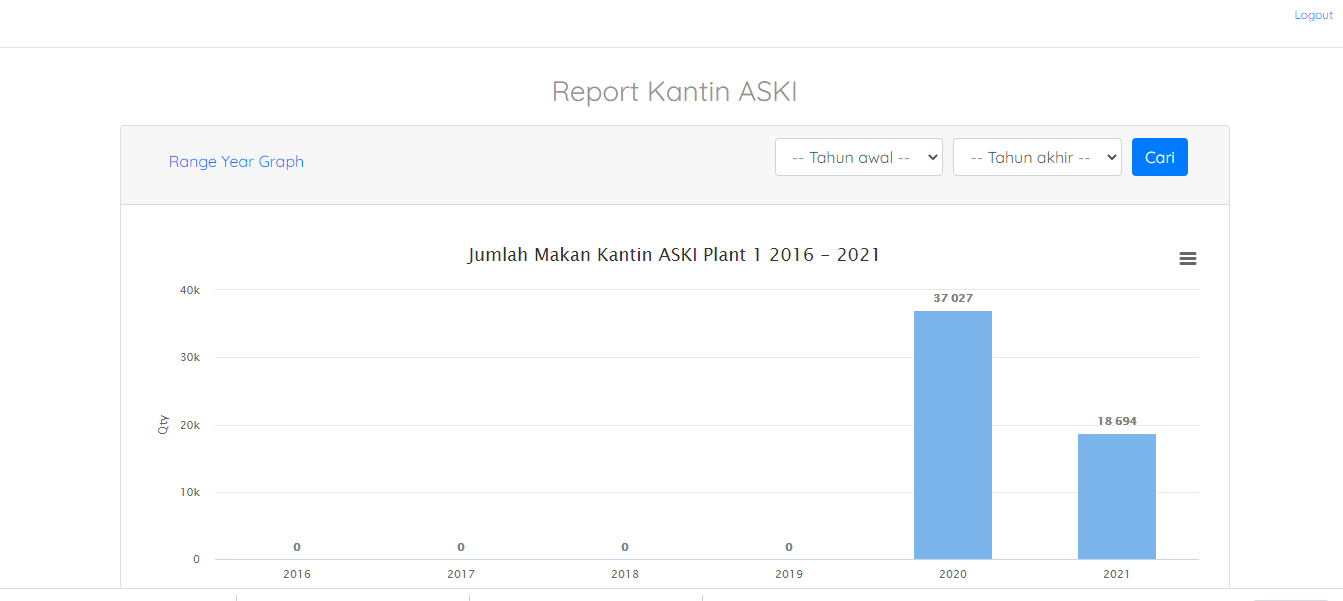 Logout
Report Kantin ASKI
Range Year Graph
-- Tahun awal --
-- Tahun akhir --
Cari
Jumlah Makan Kantin ASKI Plant 1 2016 - 2021
40k
37 027
30k
Qty
20k
18 694
10k
0
0
0
0
0
2016
2017
2018
2019
2020
2021